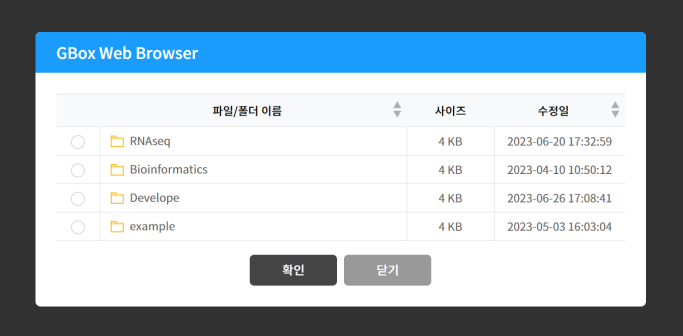 GBox Web Browser
파일/폴더 이름 사이즈 수정일
RNAseq 4 KB 2023-06-20 17:32:59
Bioinformatics 4 KB 2023-04-10 10:50:12
Develope 4 KB 2023-06-26 17:08:41
example 4 KB 2023-05-03 16:03:04
확인 닫기